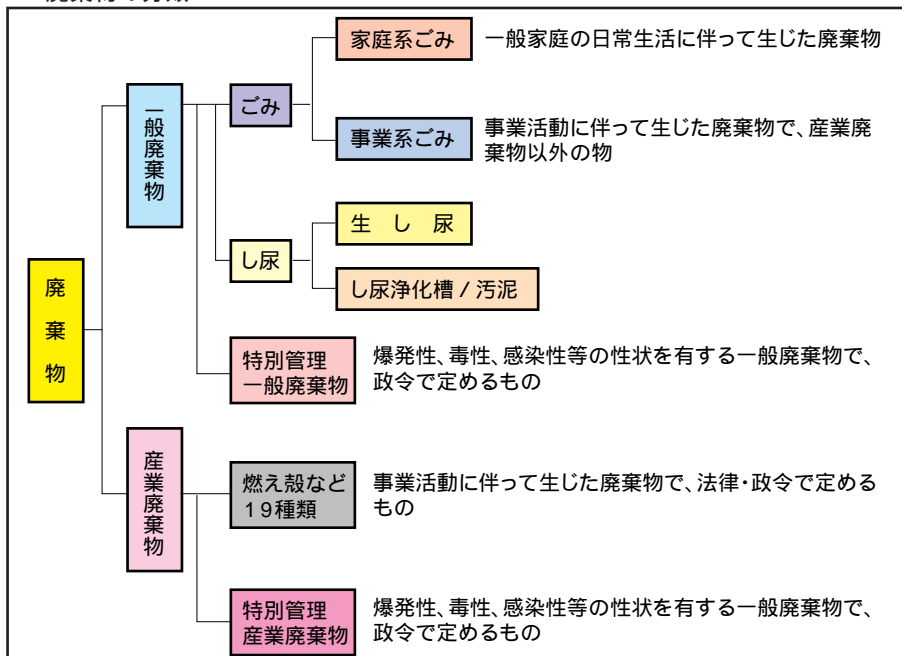 家庭系ごみ 一般家庭の日常生活に伴って生じた廃棄物
ごみ
事業系ごみ 事業活動に伴って生じた廃棄物で、産業廃
棄物以外の物
一般廃棄物
生し尿
し尿
し尿浄化槽/汚泥
廃棄物
特別管理
一般廃棄物
爆発性、毒性、感染性等の性状を有する一般廃棄物で、
政令で定めるもの
産業廃棄物
燃え殻など
19種類
事業活動に伴って生じた廃棄物で、法律・政令で定める
もの
特別管理
産業廃棄物
爆発性、毒性、感染性等の性状を有する一般廃棄物で、
政令で定めるもの